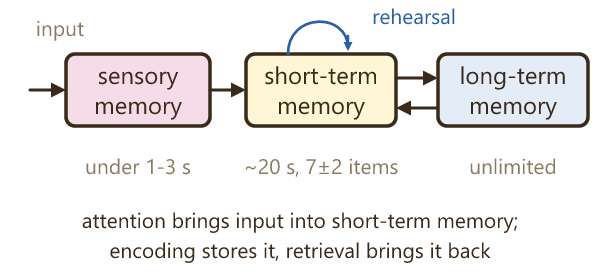 input
rehearsal
sensory
memory
short-term
memory
long-term
memory
under 1-3 s
~20 s, 7±2 items
unlimited
attention brings input into short-term memory;
encoding stores it, retrieval brings it back